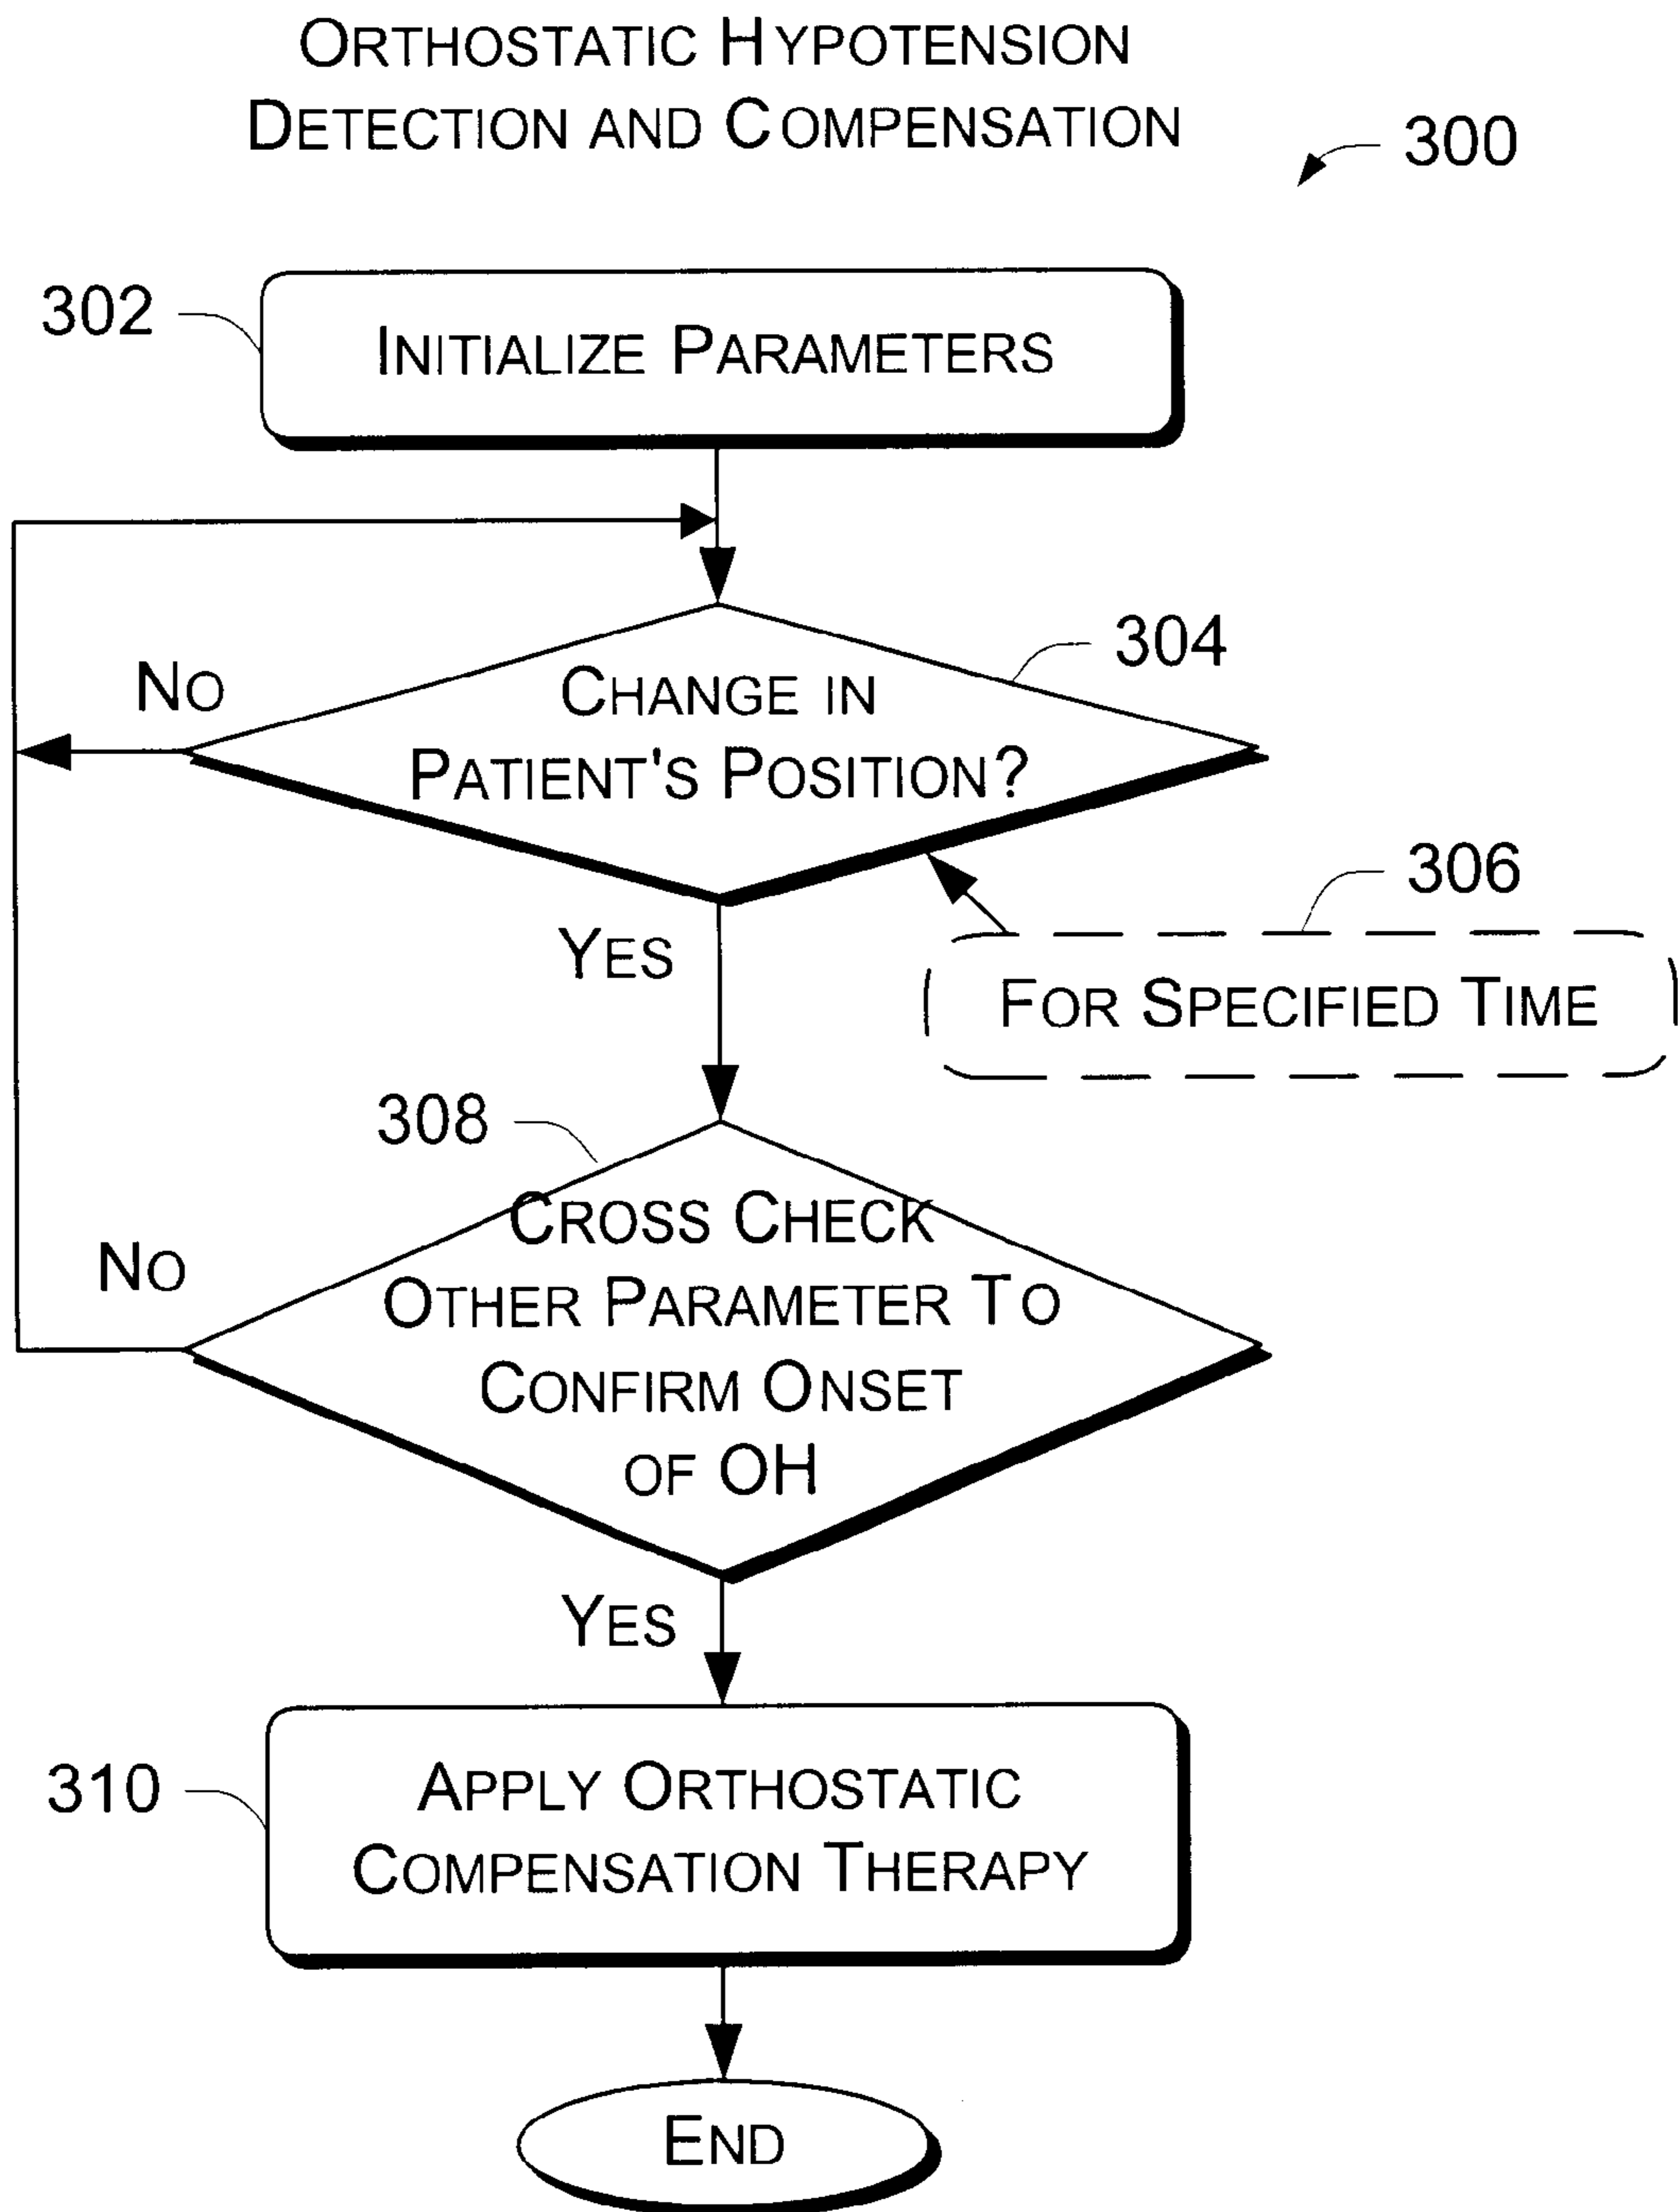 ORTHOSTATIC HYPOTENSION
DETECTION AND COMPENSATION
300
302
INITIALIZE PARAMETERS
304
NO
CHANGE IN
PATIENT'S POSITION?
306
YES
FOR SPECIFIED TIME
308
CROSS CHECK
NO
OTHER PARAMETER TO
CONFIRM ONSET
OF OH
YES
310
APPLY ORTHOSTATIC
COMPENSATION THERAPY
END